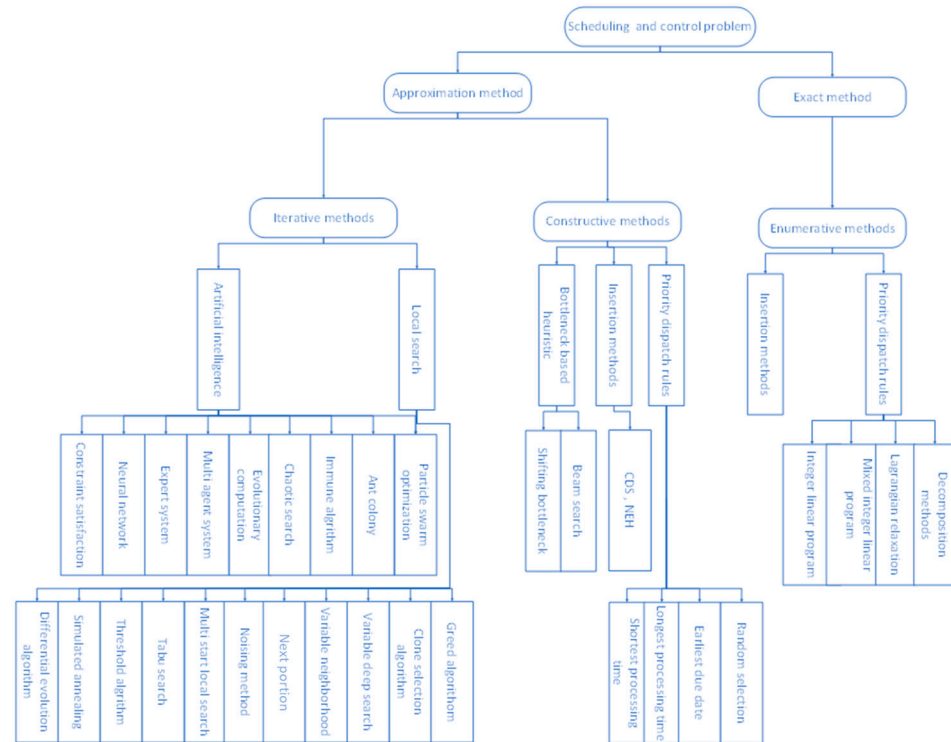 Scheduling and control problem
Approximation method
Exact method
Iterative methods
Constructive methods
Enumerative methods
Artificial intelligence
Local search
Bottleneck based
heuristic
Insertion methods
Priority dispatch rules
Insertion methods
Priority dispatch rules
Constraint satisfaction
Neural network
Expert system
Multi agent system
Evolutionary
computation
Chaotic search
Immune algrithm
Ant colony
Particle swarm
optimization
Shifting bottleneck
Beam search
CDS , NEH
Integer linear program
Mixed integer linear
program
Lagrangian relaxation
Decomposition
methods
Differential evolution
algorithm
Simulated annealing
Threshold algrithm
Tabu search
Multi start local search
Noising method
Next portion
Variable neighborhood
Variable deep search
Clone selection
algorithm
Greed algorithom
Shortest processing
time
Longest processing time
Earliest due date
Random selection